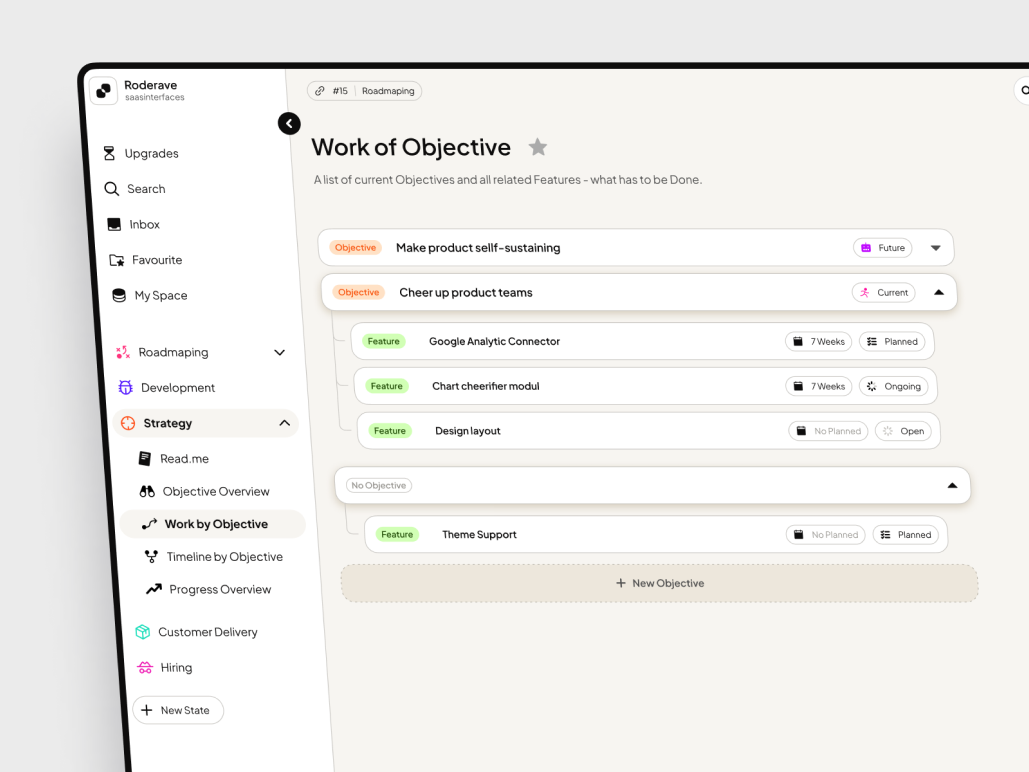 Roderave
saasinterfaces
Upgrades
Search
Inbox
Favourite
My Space
Roadmaping
Development
Strategy
Read.me
Objective Overview
Work by Objective
Timeline by Objective
Progress Overview
Customer Delivery
Hiring
New State
#15 Roadmaping
Work of Objective
A list of current Objectives and all related Features - what has to be Done.
Objective Make product sellf-sustaining Future
Objective Cheer up product teams Current
Feature Google Analytic Connector 7 Weeks Planned
Feature Chart cheerifier modul 7 Weeks Ongoing
Feature Design layout No Planned Open
No Objective
Feature Theme Support No Planned Planned
New Objective